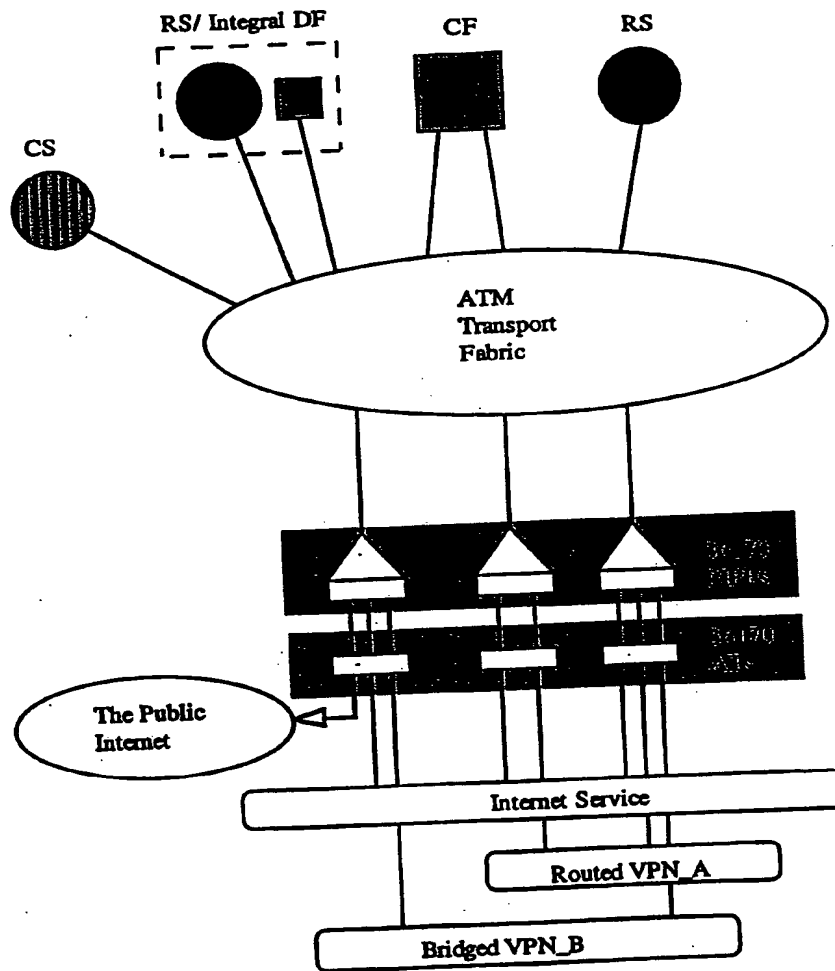 RS/ Integral DF
CF
RS
CS
ATM
Transport
Fabric
The Public
Internet
Internet Service
Routed VPN_A
Bridged VPN_B